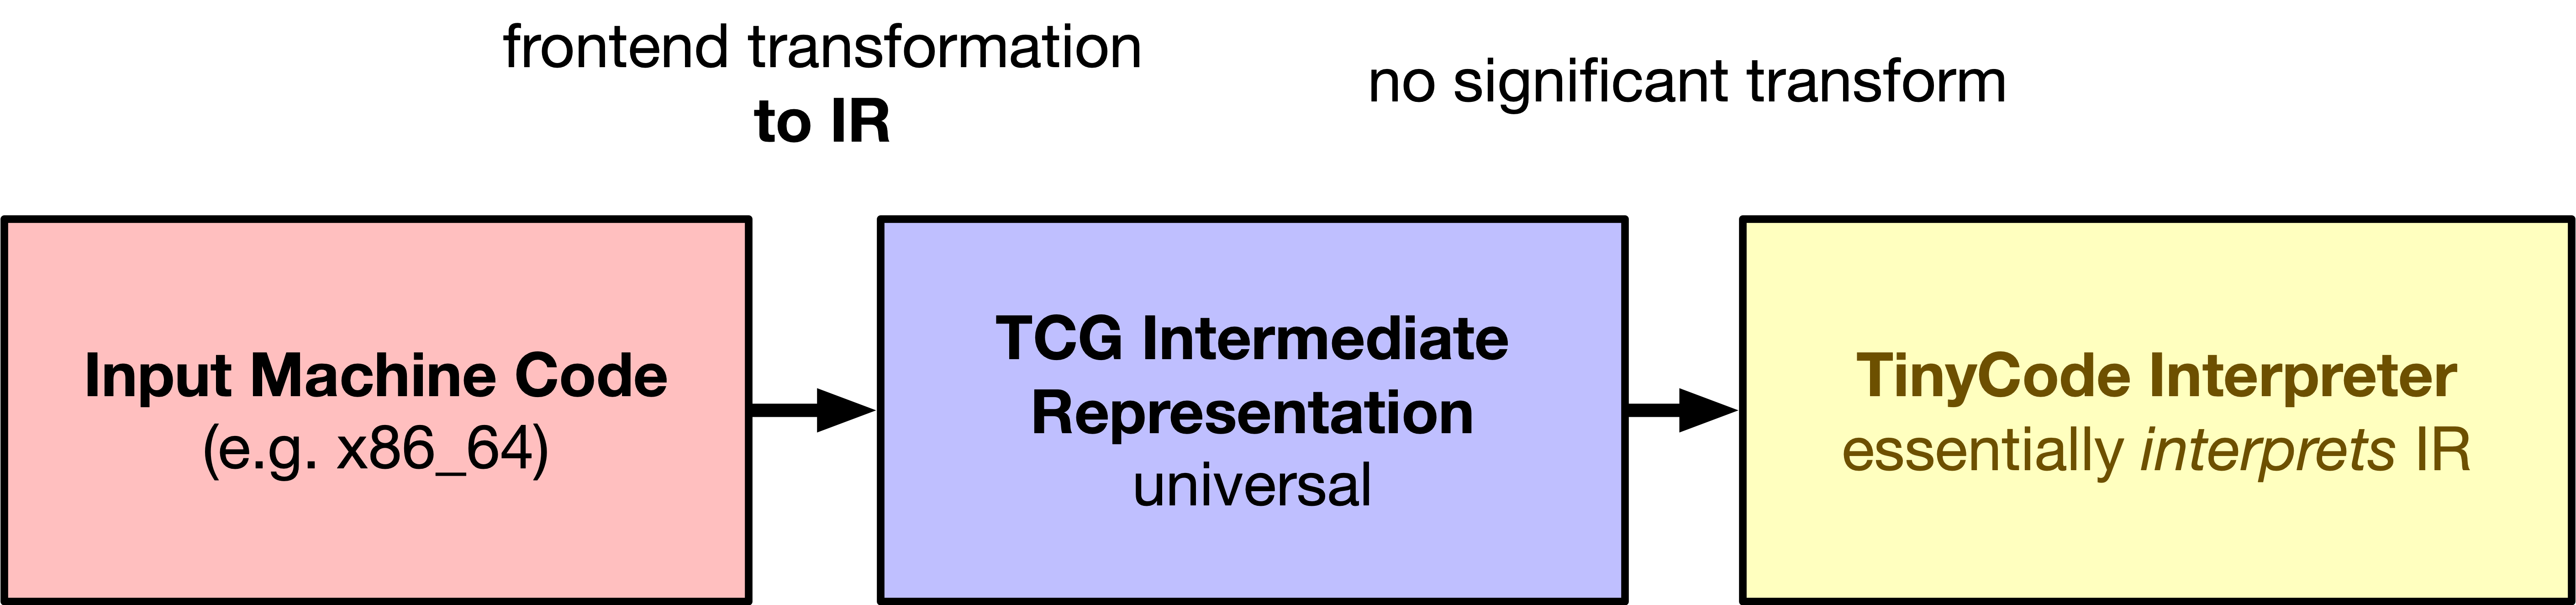 frontend transformation
to IR
no significant transform
Input Machine Code
(e.g. x86_64)
TCG Intermediate
Representation
universal
TinyCode Interpreter
essentially interprets IR